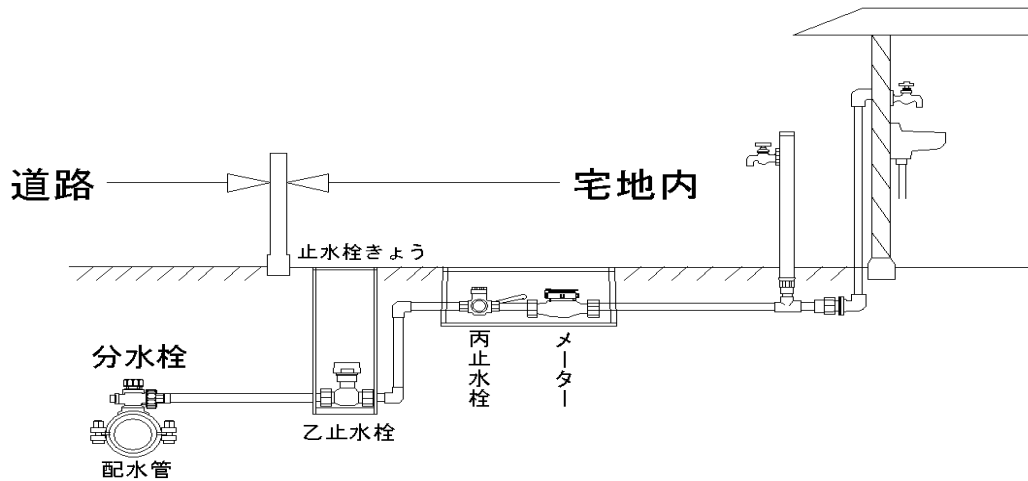 道路
宅地内
止水栓きょう
分水栓
丙止水栓
メーター
乙止水栓
配水管